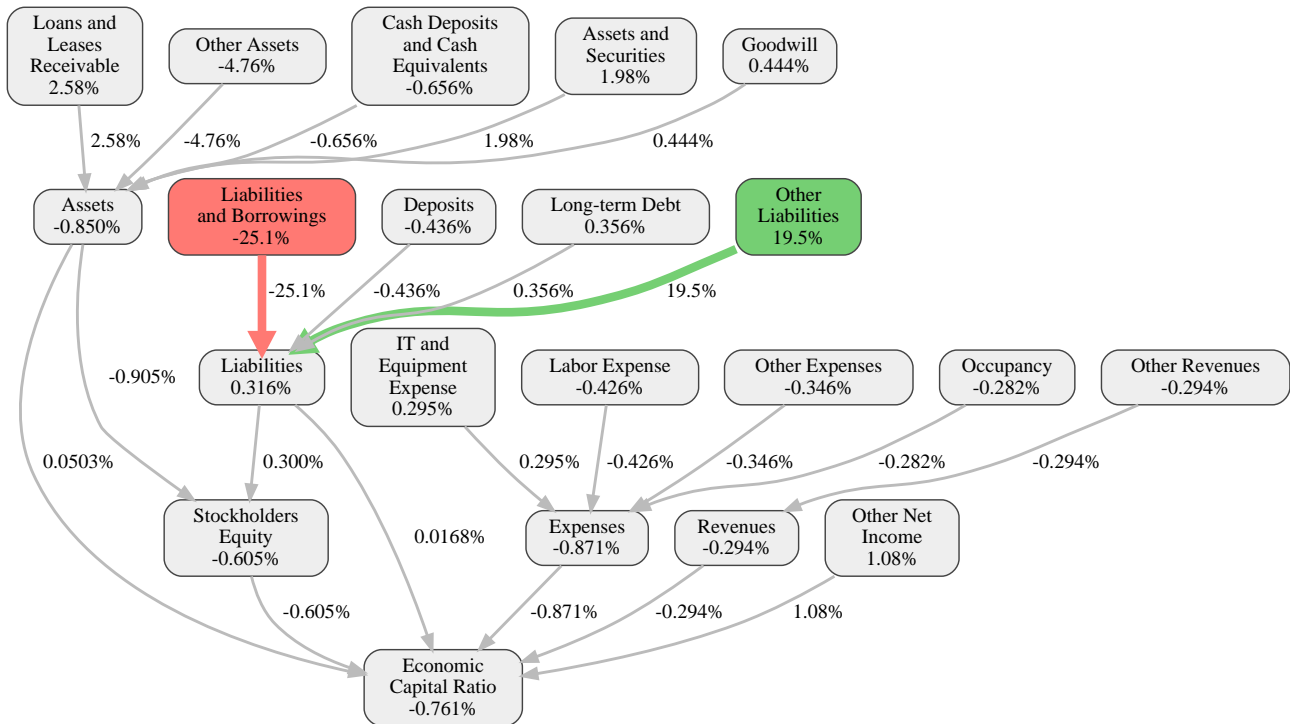 Loans and
Leases
Receivable
2.58%
Other Assets
-4.76%
Cash Deposits
and Cash
Equivalents
-0.656%
Assets and
Securities
1.98%
Goodwill
0.444%
2.58%
-4.76%
-0.656%
1.98%
0.444%
Assets
-0.850%
Liabilities
and Borrowings
-25.1%
Deposits
-0.436%
Long-term Debt
0.356%
Other
Liabilities
19.5%
-25.1%
-0.436%
0.356%
19.5%
-0.905%
Liabilities
0.316%
IT and
Equipment
Expense
0.295%
Labor Expense
-0.426%
Other Expenses
-0.346%
Occupancy
-0.282%
Other Revenues
-0.294%
0.0503%
0.300%
0.295%
-0.426%
-0.346%
-0.282%
-0.294%
Stockholders
Equity
-0.605%
0.0168%
Expenses
-0.871%
Revenues
-0.294%
Other Net
Income
1.08%
-0.605%
-0.871%
-0.294%
1.08%
Economic
Capital Ratio
-0.761%